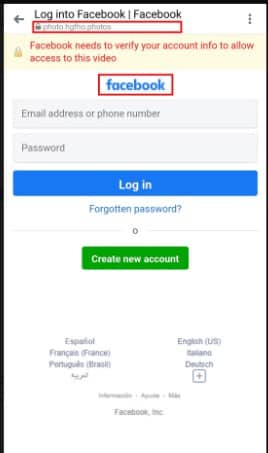 Log into Facebook | Facebook
photo.hgfho.photos
Facebook needs to verify your account info to allow
access to this video
facebook
Email address or phone number
Password
Log in
Forgotten password?
o
Create new account
Español
English (US)
Français (France)
Italiano
Português (Brasil)
Deutsch
العربية
Información · Ayuda · Más
Facebook, Inc.